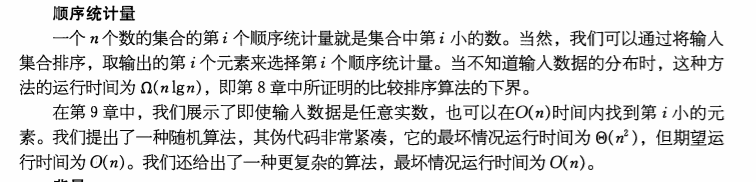 顺序统计量
一个 n 个数的集合的第 i 个顺序统计量就是集合中第 i 小的数。当然，我们可以通过将输入
集合排序，取输出的第 i 个元素来选择第 i 个顺序统计量。当不知道输入数据的分布时，这种方
法的运行时间为 Ω(n lgn)，即第 8 章中所证明的比较排序算法的下界。
在第 9 章中，我们展示了即使输入数据是任意实数，也可以在O(n)时间内找到第 i 小的元
素。我们提出了一种随机算法，其伪代码非常紧凑，它的最坏情况运行时间为 Θ(n²)，但期望运
行时间为 O(n)。我们还给出了一种更复杂的算法，最坏情况运行时间为 O(n)。